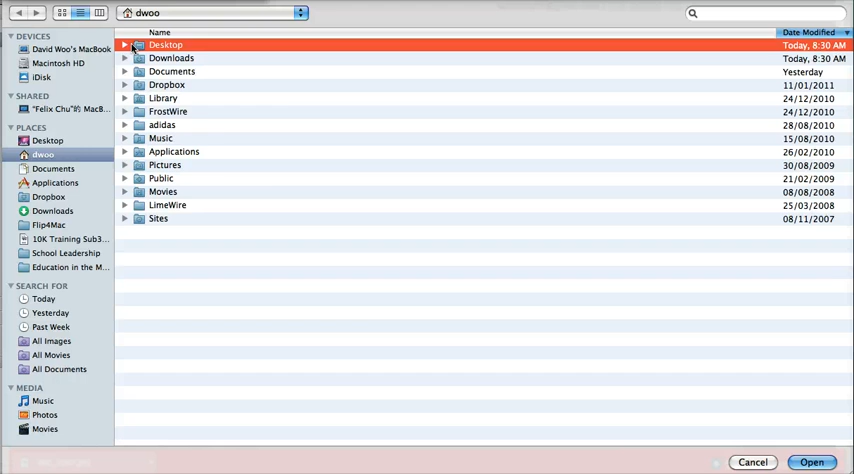 dwoo
Name
Date Modified
DEVICES
David Woo's MacBook
Macintosh HD
iDisk
SHARED
"Felix Chu"的 MacB...
PLACES
Desktop
dwoo
Documents
Applications
Dropbox
Downloads
Flip4Mac
10K Training Sub3...
School Leadership
Education in the M...
SEARCH FOR
Today
Yesterday
Past Week
All Images
All Movies
All Documents
MEDIA
Music
Photos
Movies
Desktop Today, 8:30 AM
Downloads Today, 8:30 AM
Documents Yesterday
Dropbox 11/01/2011
Library 24/12/2010
FrostWire 24/12/2010
adidas 28/08/2010
Music 15/08/2010
Applications 26/02/2010
Pictures 30/08/2009
Public 21/02/2009
Movies 08/08/2008
LimeWire 25/03/2008
Sites 08/11/2007
Cancel
Open